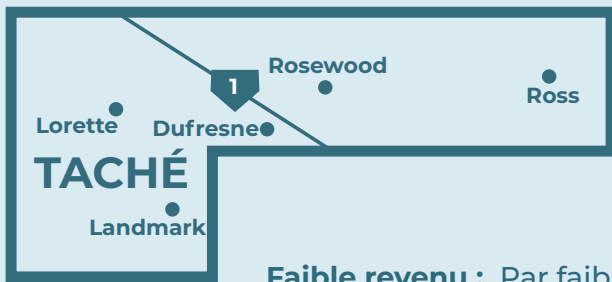 Rosewood
1
Ross
Lorette
Dufresne
TACHÉ
Landmark
Faible revenu : Par faib